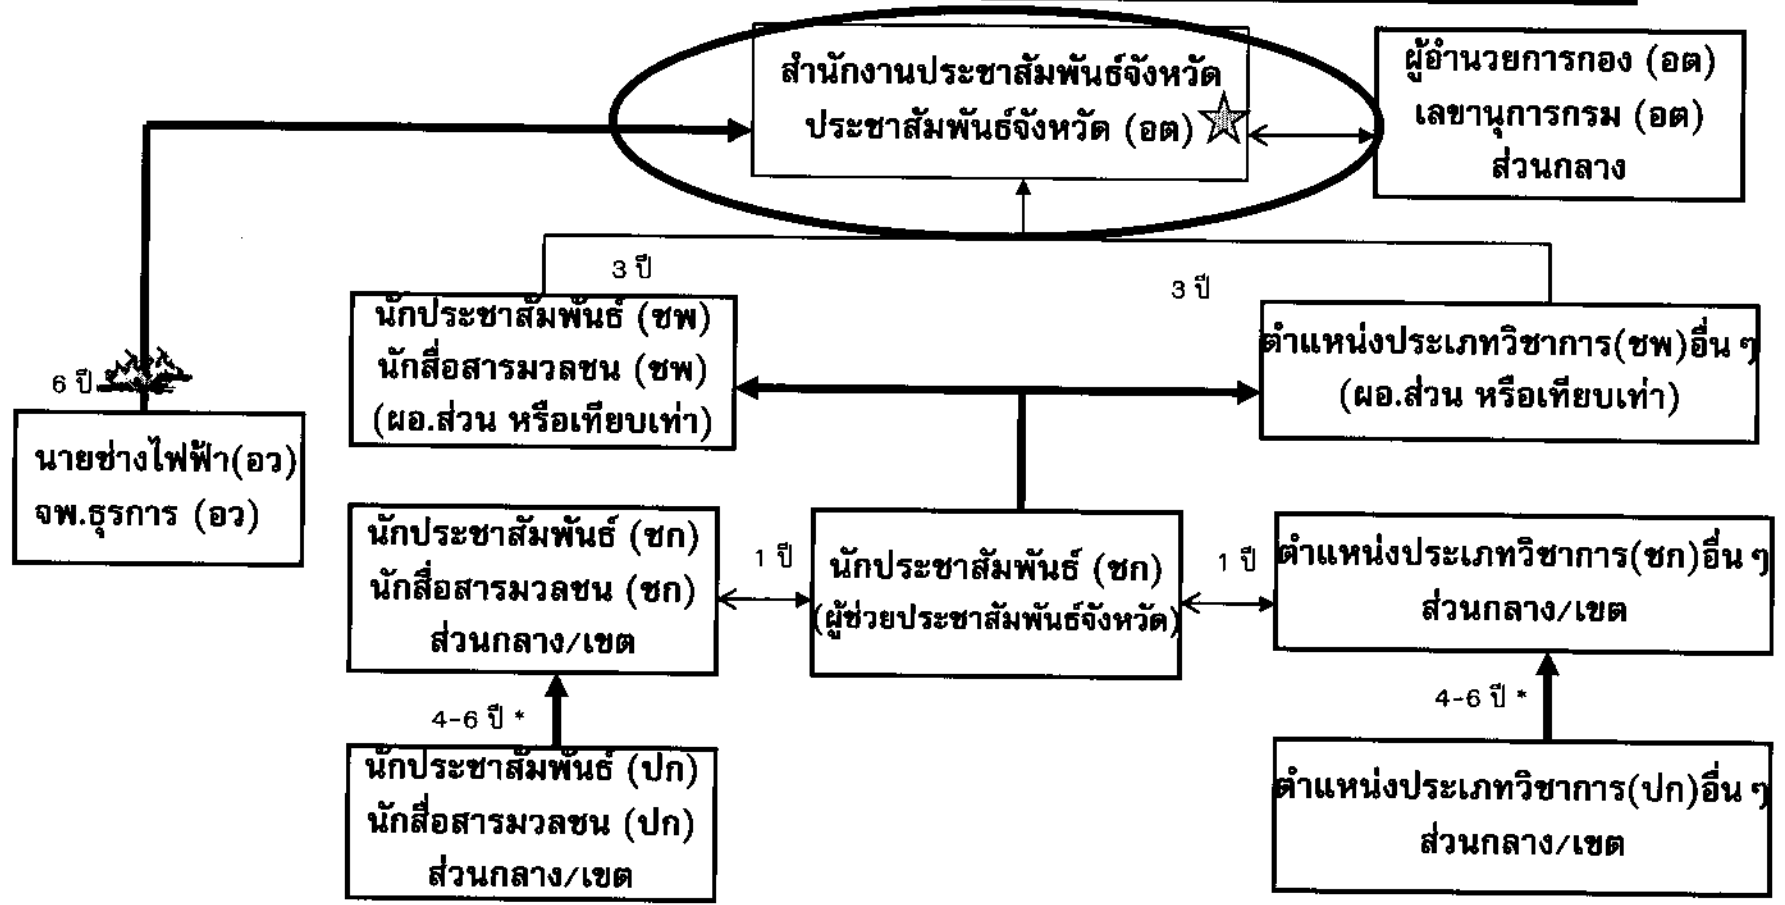 สำนักงานประชาสัมพันธ์จังหวัด
ประชาสัมพันธ์จังหวัด (อต)
ผู้อำนวยการกอง (อต)
เลขานุการกรม (อต)
ส่วนกลาง
3 ปี
3 ปี
นักประชาสัมพันธ์ (ชพ)
นักสื่อสารมวลชน (ชพ)
(ผอ.ส่วน หรือเทียบเท่า)
ตำแหน่งประเภทวิชาการ(ชพ)อื่น ๆ
(ผอ.ส่วน หรือเทียบเท่า)
6 ปี
นายช่างไฟฟ้า(อว)
จพ.ธุรการ (อว)
นักประชาสัมพันธ์ (ชก)
นักสื่อสารมวลชน (ชก)
ส่วนกลาง/เขต
1 ปี
นักประชาสัมพันธ์ (ชก)
(ผู้ช่วยประชาสัมพันธ์จังหวัด)
1 ปี
ตำแหน่งประเภทวิชาการ(ชก)อื่น ๆ
ส่วนกลาง/เขต
4-6 ปี *
4-6 ปี *
นักประชาสัมพันธ์ (ปก)
นักสื่อสารมวลชน (ปก)
ส่วนกลาง/เขต
ตำแหน่งประเภทวิชาการ(ปก)อื่น ๆ
ส่วนกลาง/เขต